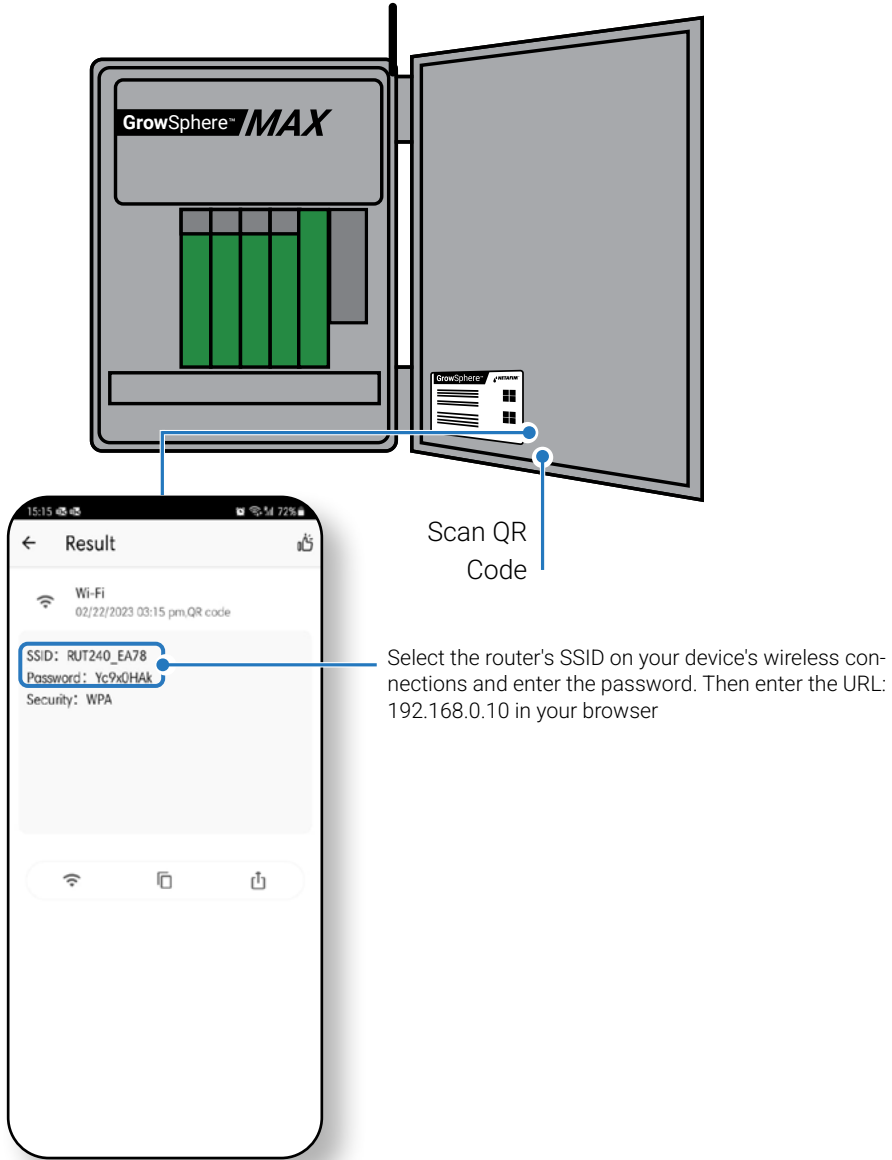 GrowSphere™ MAX
GrowSphere™ NETAFIM™
Scan QR
Code
15:15 72%
Result
Wi-Fi
02/22/2023 03:15 pm,QR code
SSID: RUT240_EA78
Password: Yc9x0HAk
Security: WPA
Select the router's SSID on your device's wireless con-
nections and enter the password. Then enter the URL:
192.168.0.10 in your browser